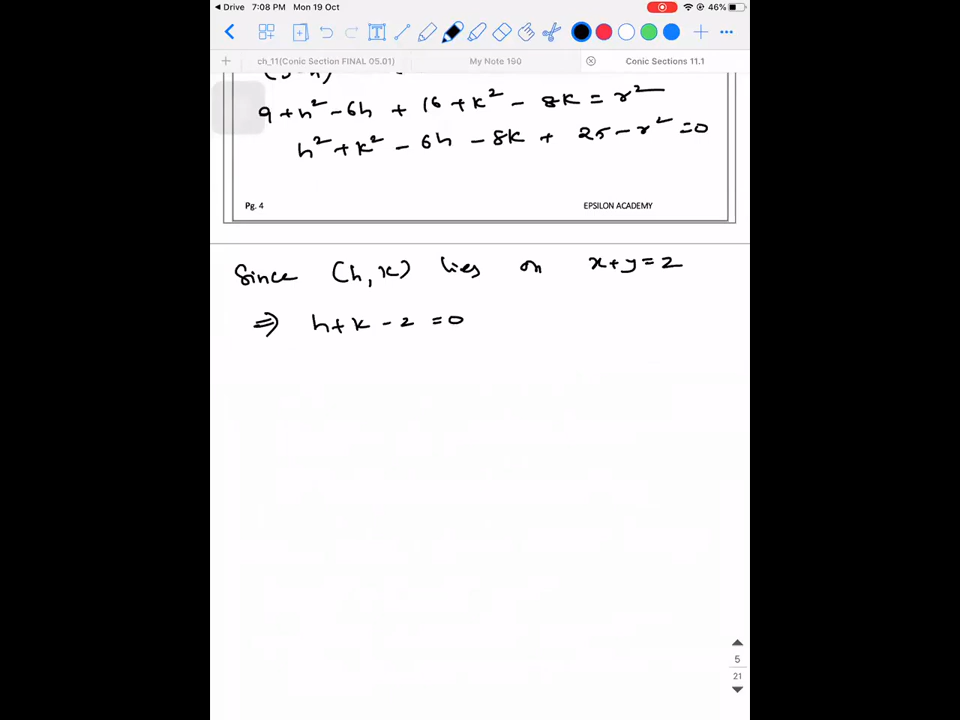 Drive 7:08 PM Mon 19 Oct 46%
ch_11(Conic Section FINAL 05.01) My Note 190 Conic Sections 11.1
9 + h² - 6h + 16 + k² - 8k = r²
h² + k² - 6h - 8k + 25 - r² = 0
Pg. 4 EPSILON ACADEMY
Since (h, k) lies on x + y = 2
⇒ h + k - 2 = 0
5
21